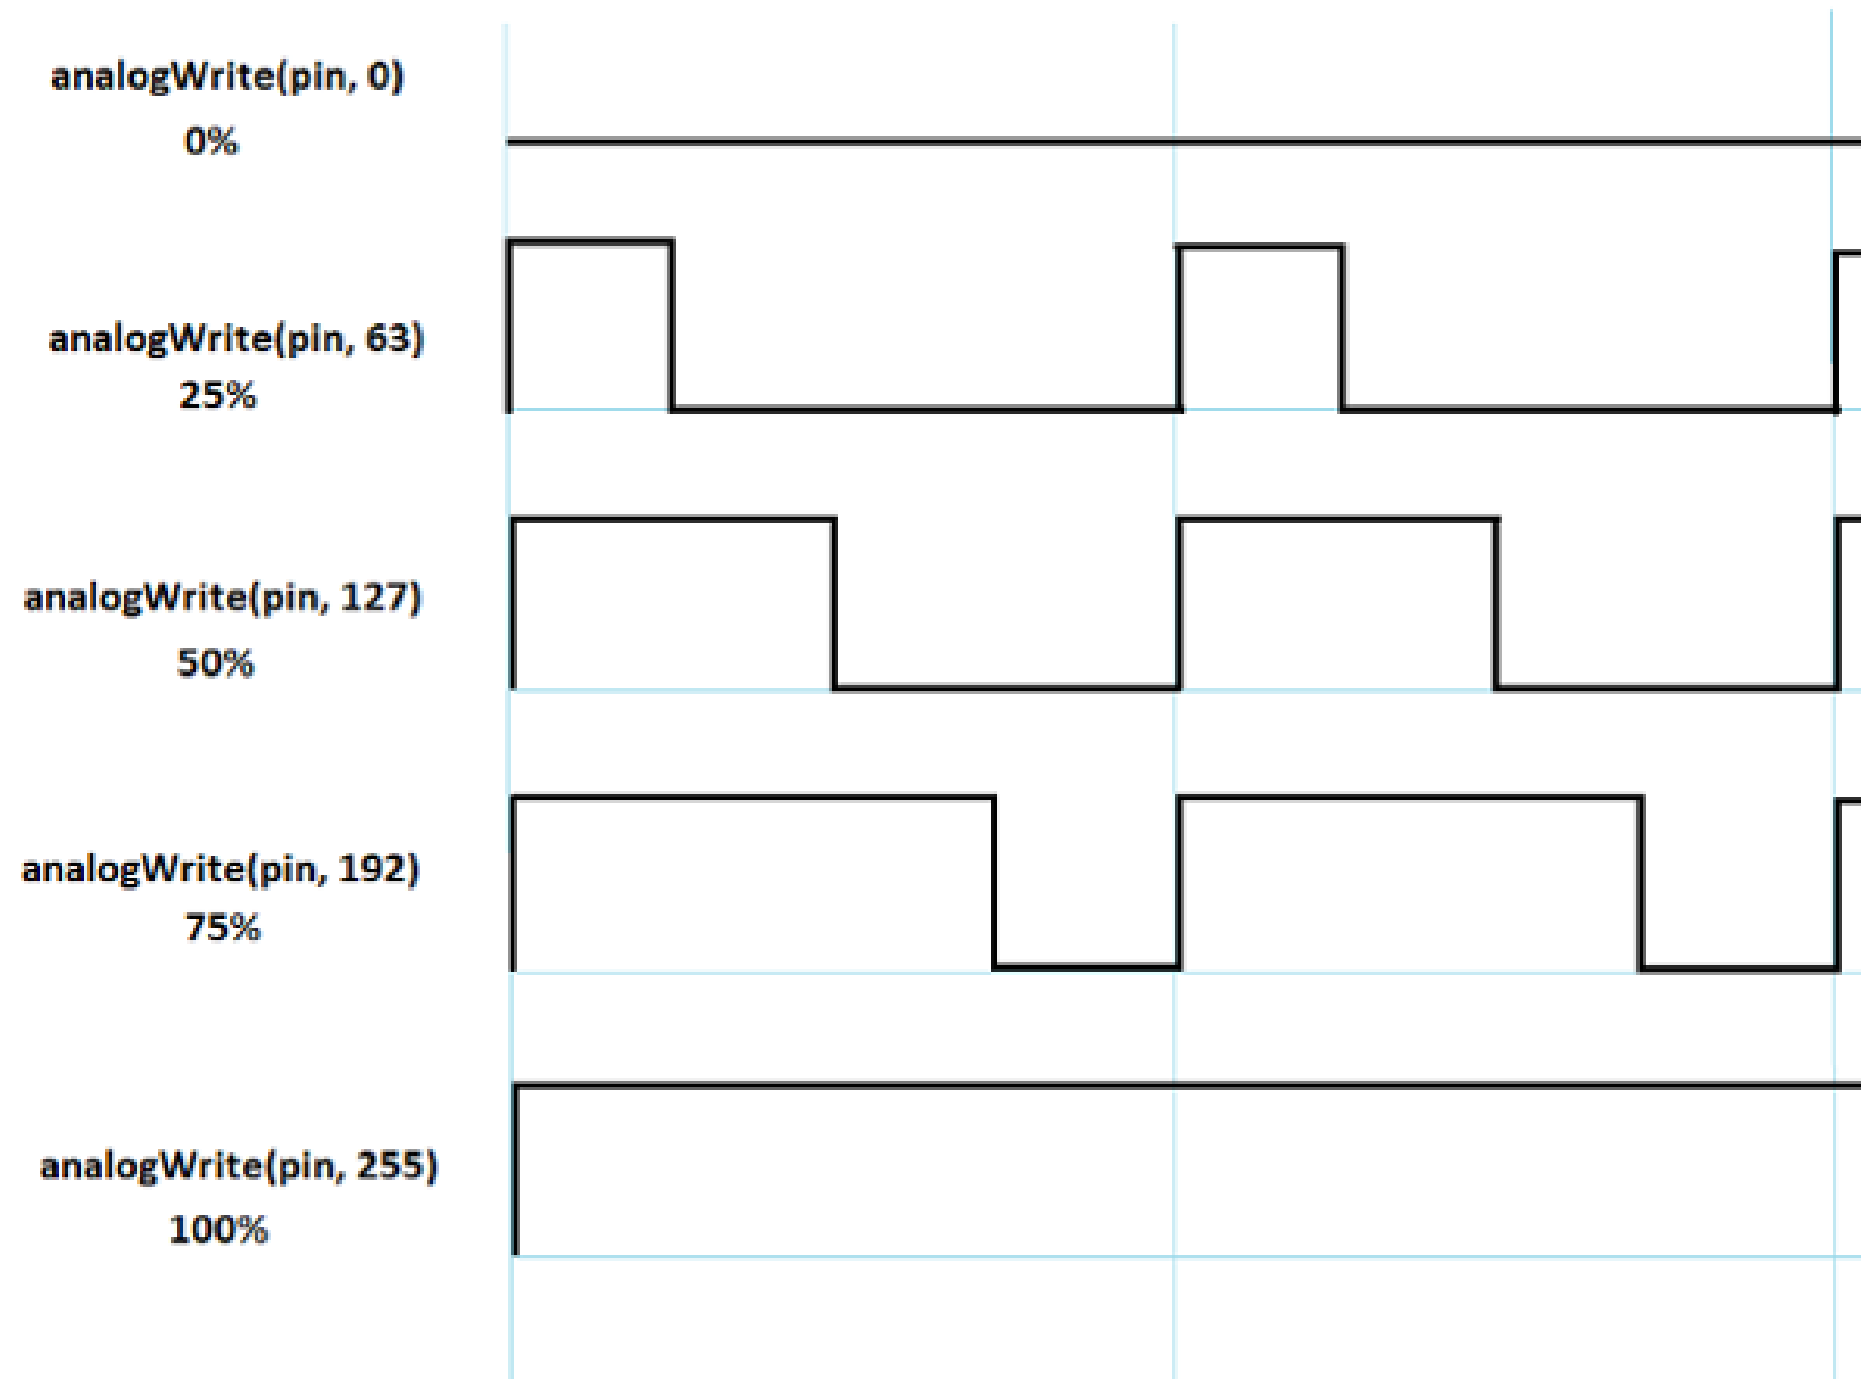 analogWrite(pin, 0)
0%
analogWrite(pin, 63)
25%
analogWrite(pin, 127)
50%
analogWrite(pin, 192)
75%
analogWrite(pin, 255)
100%